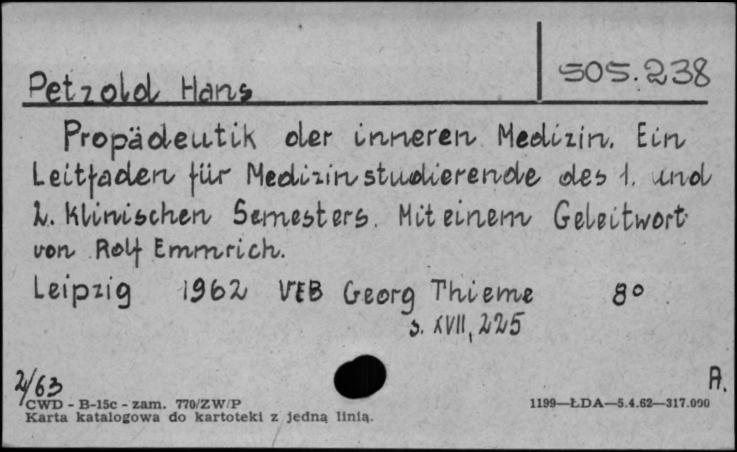 505.238
Petzold Hans
Propädeutik der inneren Medizin. Ein
Leitfaden für Medizinstudierende des 1. und
2. klinischen Semesters. Mit einem Geleitwort
von Rolf Emmrich.
Leipzig 1962 VEB Georg Thieme 8°
s. XVII, 225
2/63 A.
CWD - B-15c - zam. 770/ZW/P 1199—ŁDA—5.4.62—317.000
Karta katalogowa do kartoteki z jedną linią.